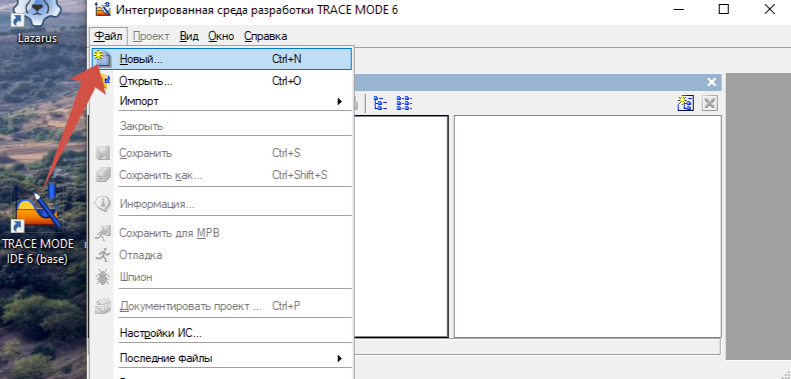 Lazarus
Интегрированная среда разработки TRACE MODE 6
Файл Проект Вид Окно Справка
Новый... Ctrl+N
Открыть... Ctrl+O
Импорт
Закрыть
Сохранить Ctrl+S
Сохранить как... Ctrl+Shift+S
Информация...
Сохранить для МРВ
Отладка
Шпион
Документировать проект ... Ctrl+P
Настройки ИС...
Последние файлы
TRACE MODE
IDE 6 (base)